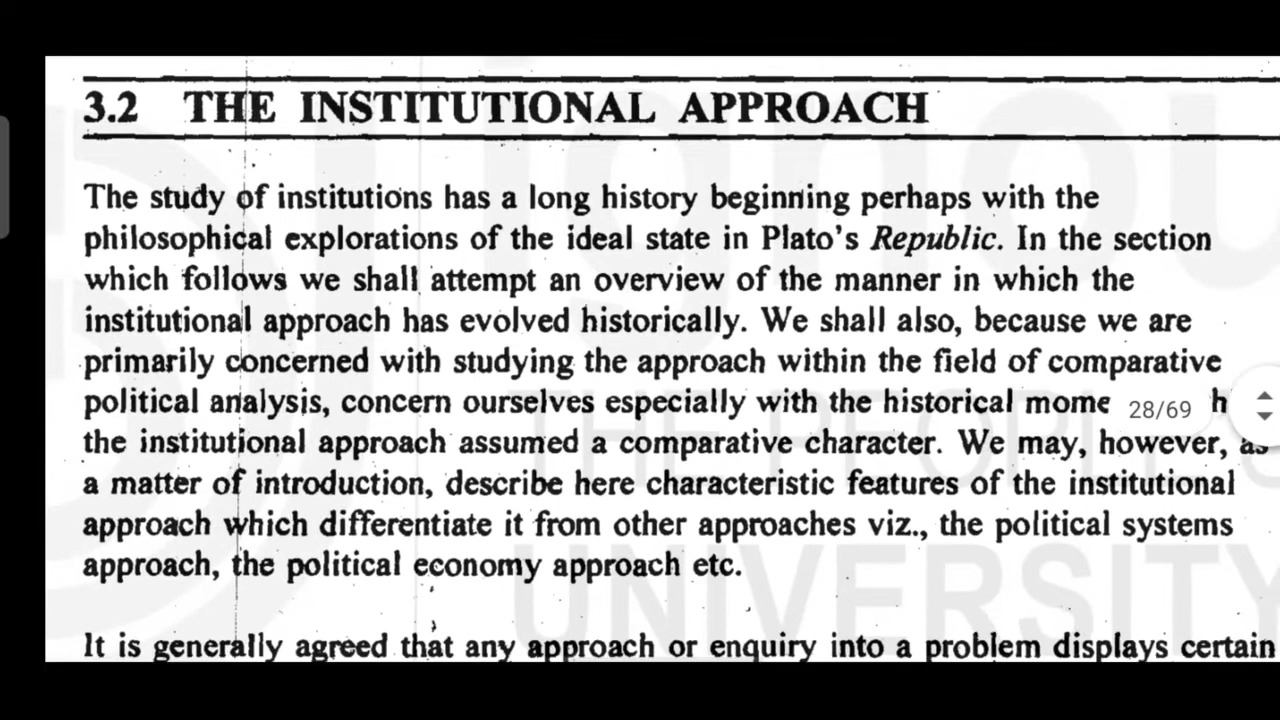 3.2 THE INSTITUTIONAL APPROACH
The study of institutions has a long history beginning perhaps with the
philosophical explorations of the ideal state in Plato's Republic. In the section
which follows we shall attempt an overview of the manner in which the
institutional approach has evolved historically. We shall also, because we are
primarily concerned with studying the approach within the field of comparative
political analysis, concern ourselves especially with the historical 28/69
the institutional approach assumed a comparative character. We may, however, as
a matter of introduction, describe here characteristic features of the institutional
approach which differentiate it from other approaches viz., the political systems
approach, the political economy approach etc.
It is generally agreed that any approach or enquiry into a problem displays certain
ignou
THE PEOPLE'S
UNIVERSITY